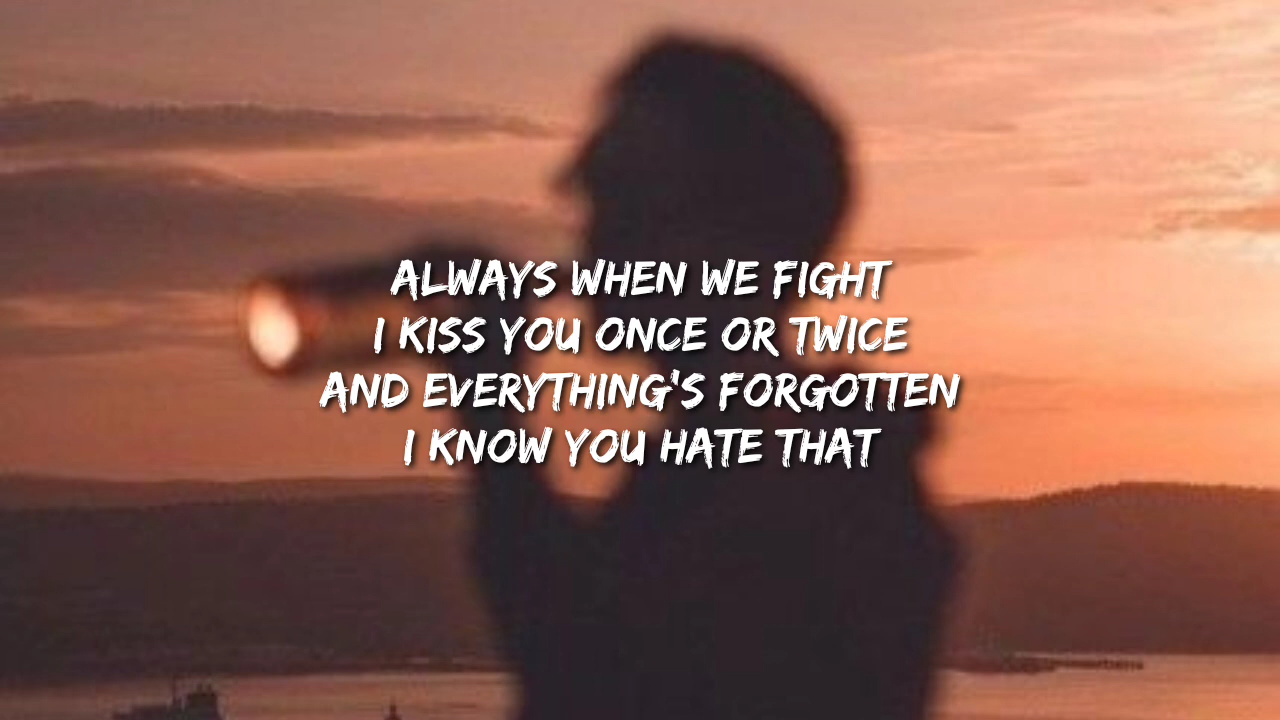 ALWAYS WHEN WE FIGHT
I KISS YOU ONCE OR TWICE
AND EVERYTHING'S FORGOTTEN
I KNOW YOU HATE THAT